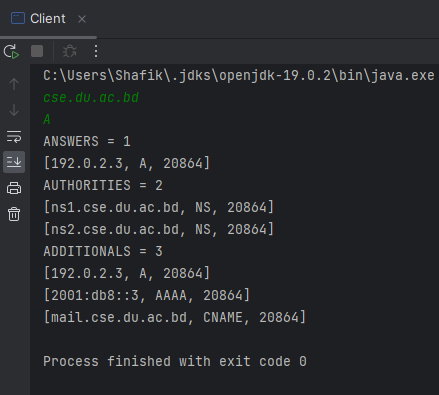 Client
C:\Users\Shafik\.jdks\openjdk-19.0.2\bin\java.exe
cse.du.ac.bd
A
ANSWERS = 1
[192.0.2.3, A, 20864]
AUTHORITIES = 2
[ns1.cse.du.ac.bd, NS, 20864]
[ns2.cse.du.ac.bd, NS, 20864]
ADDITIONALS = 3
[192.0.2.3, A, 20864]
[2001:db8::3, AAAA, 20864]
[mail.cse.du.ac.bd, CNAME, 20864]
Process finished with exit code 0